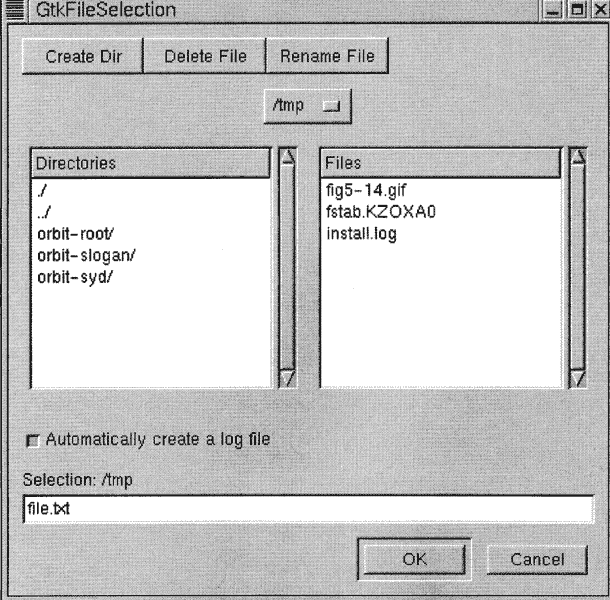 GtkFileSelection
Create Dir Delete File Rename File
/tmp
Directories
./
../
orbit-root/
orbit-slogan/
orbit-syd/
Files
fig5-14.gif
fstab.KZOXA0
install.log
Automatically create a log file
Selection: /tmp
file.txt
OK Cancel